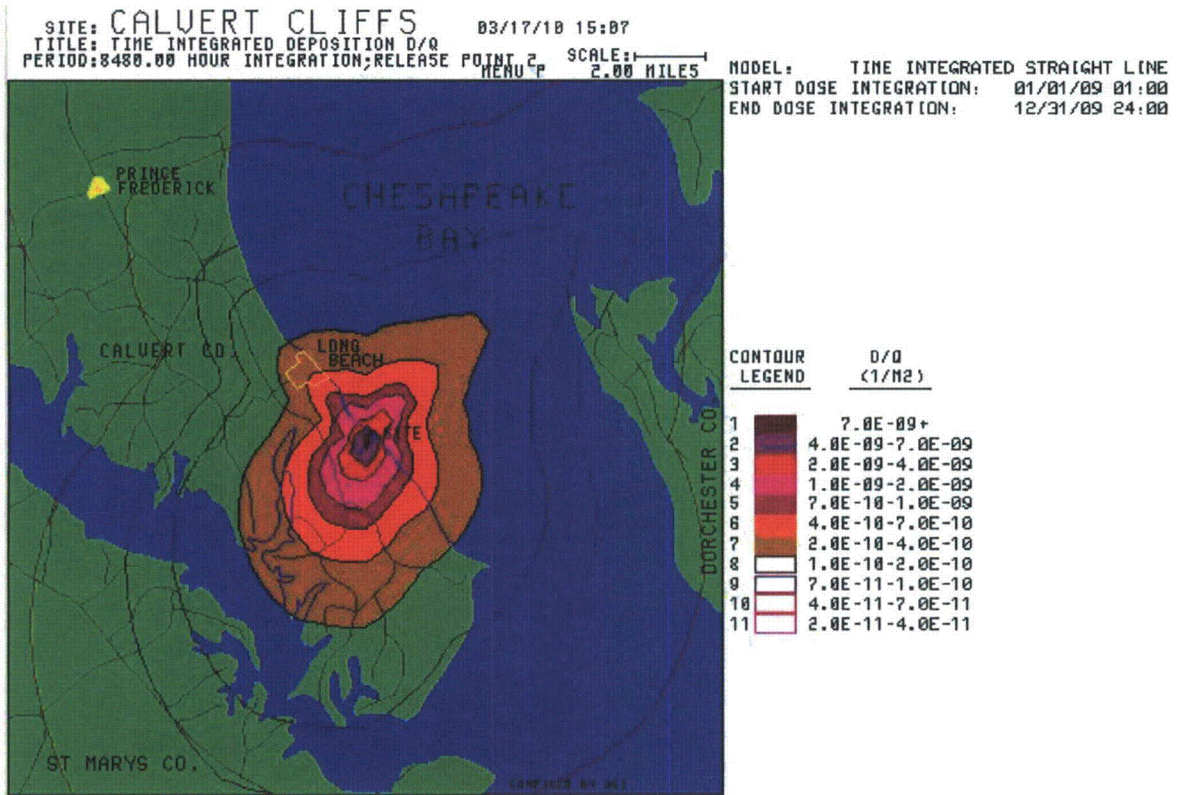 SITE: CALVERT CLIFFS 03/17/10 15:07
TITLE: TIME INTEGRATED DEPOSITION D/Q
PERIOD:8480.00 HOUR INTEGRATION;RELEASE POINT 2
MENU P
SCALE:
2.00 MILES
MODEL: TIME INTEGRATED STRAIGHT LINE
START DOSE INTEGRATION: 01/01/09 01:00
END DOSE INTEGRATION: 12/31/09 24:00
PRINCE
FREDERICK
CHESAPEAKE
BAY
CALVERT CO.
LONG
BEACH
SITE
DORCHESTER CO
ST MARYS CO.
COMPILED BY
CONTOUR D/Q
LEGEND (1/M2)
1 7.0E-09+
2 4.0E-09-7.0E-09
3 2.0E-09-4.0E-09
4 1.0E-09-2.0E-09
5 7.0E-10-1.0E-09
6 4.0E-10-7.0E-10
7 2.0E-10-4.0E-10
8 1.0E-10-2.0E-10
9 7.0E-11-1.0E-10
10 4.0E-11-7.0E-11
11 2.0E-11-4.0E-11